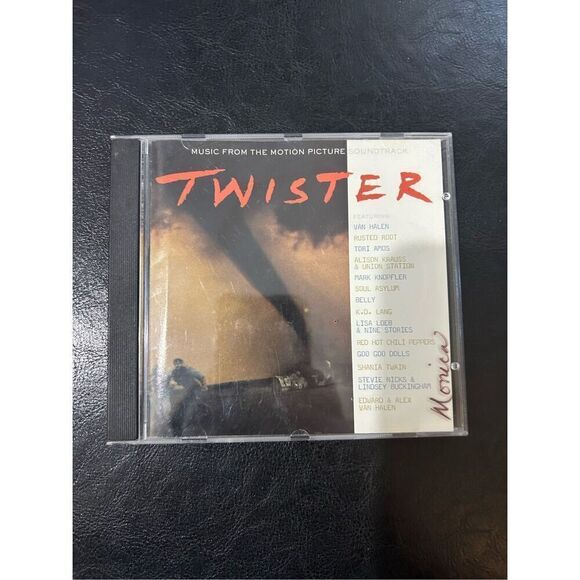 MUSIC FROM THE MOTION PICTURE SOUNDTRACK
TWISTER
FEATURING
VAN HALEN
RUSTED ROOT
TORI AMOS
ALISON KRAUSS
& UNION STATION
MARK KNOPFLER
SOUL ASYLUM
BELLY
K.D. LANG
LISA LOEB
& NINE STORIES
RED HOT CHILI PEPPERS
GOO GOO DOLLS
SHANIA TWAIN
STEVIE NICKS &
LINDSEY BUCKINGHAM
EDWARD & ALEX
VAN HALEN
Monica